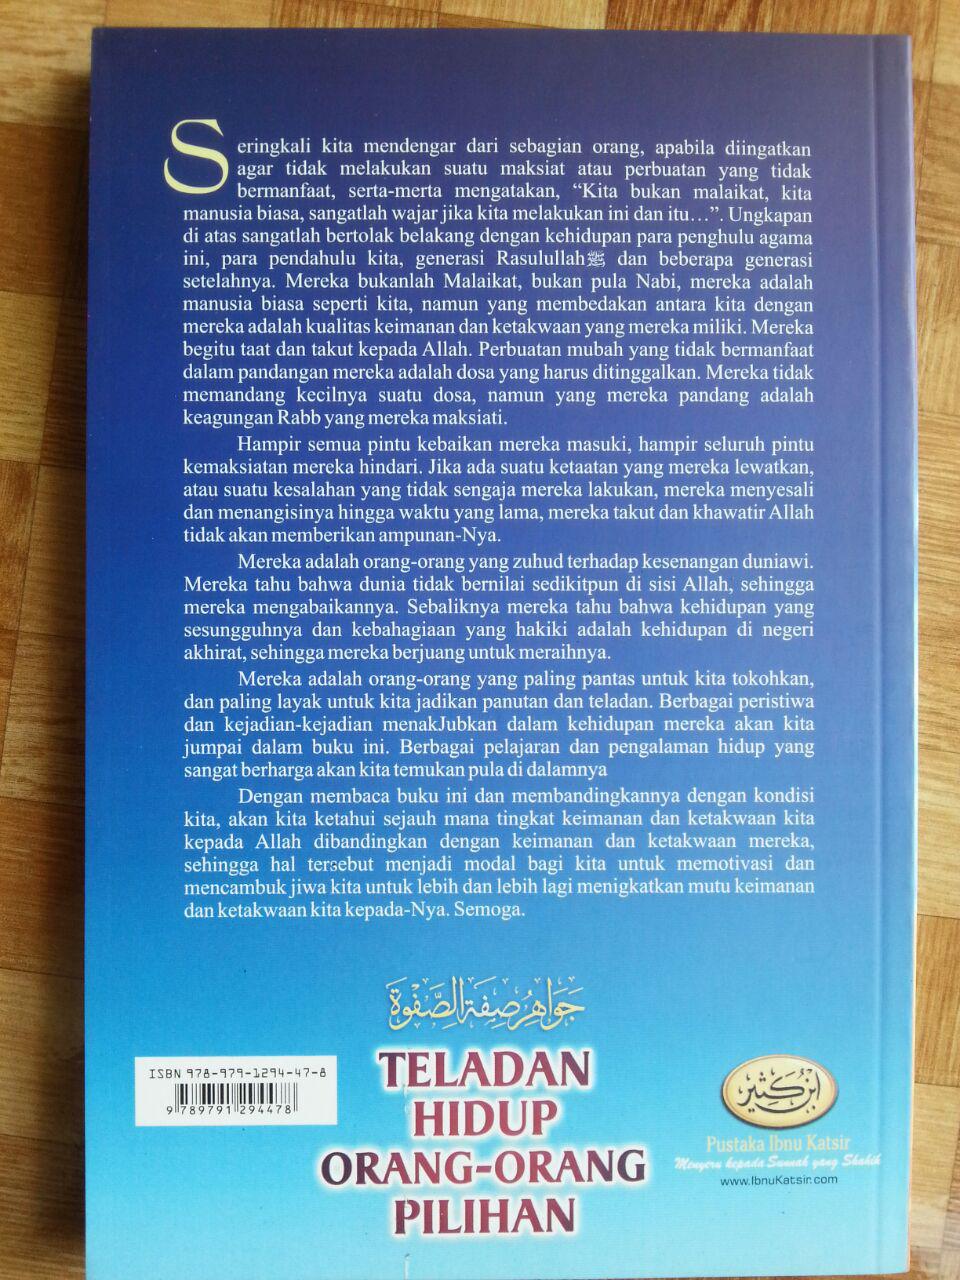 Seringkali kita mendengar dari sebagian orang, apabila diingatkan
agar tidak melakukan suatu maksiat atau perbuatan yang tidak
bermanfaat, serta-merta mengatakan, “Kita bukan malaikat, kita
manusia biasa, sangatlah wajar jika kita melakukan ini dan itu…”. Ungkapan
di atas sangatlah bertolak belakang dengan kehidupan para penghulu agama
ini, para pendahulu kita, generasi Rasulullah ﷺ dan beberapa generasi
setelahnya. Mereka bukanlah Malaikat, bukan pula Nabi, mereka adalah
manusia biasa seperti kita, namun yang membedakan antara kita dengan
mereka adalah kualitas keimanan dan ketakwaan yang mereka miliki. Mereka
begitu taat dan takut kepada Allah. Perbuatan mubah yang tidak bermanfaat
dalam pandangan mereka adalah dosa yang harus ditinggalkan. Mereka tidak
memandang kecilnya suatu dosa, namun yang mereka pandang adalah
keagungan Rabb yang mereka maksiati.
Hampir semua pintu kebaikan mereka masuki, hampir seluruh pintu
kemaksiatan mereka hindari. Jika ada suatu ketaatan yang mereka lewatkan,
atau suatu kesalahan yang tidak sengaja mereka lakukan, mereka menyesali
dan menangisinya hingga waktu yang lama, mereka takut dan khawatir Allah
tidak akan memberikan ampunan-Nya.
Mereka adalah orang-orang yang zuhud terhadap kesenangan duniawi.
Mereka tahu bahwa dunia tidak bernilai sedikitpun di sisi Allah, sehingga
mereka mengabaikannya. Sebaliknya mereka tahu bahwa kehidupan yang
sesungguhnya dan kebahagiaan yang hakiki adalah kehidupan di negeri
akhirat, sehingga mereka berjuang untuk meraihnya.
Mereka adalah orang-orang yang paling pantas untuk kita tokohkan,
dan paling layak untuk kita jadikan panutan dan teladan. Berbagai peristiwa
dan kejadian-kejadian menakJubkan dalam kehidupan mereka akan kita
jumpai dalam buku ini. Berbagai pelajaran dan pengalaman hidup yang
sangat berharga akan kita temukan pula di dalamnya
Dengan membaca buku ini dan membandingkannya dengan kondisi
kita, akan kita ketahui sejauh mana tingkat keimanan dan ketakwaan kita
kepada Allah dibandingkan dengan keimanan dan ketakwaan mereka,
sehingga hal tersebut menjadi modal bagi kita untuk memotivasi dan
mencambuk jiwa kita untuk lebih dan lebih lagi menigkatkan mutu keimanan
dan ketakwaan kita kepada-Nya. Semoga.
جَوَاهِرُ صِفَةِ الصَّفْوَةِ
TELADAN
HIDUP
ORANG-ORANG
PILIHAN
ISBN 978-979-1294-47-8
9 789791 294478
ابن كثير
Pustaka Ibnu Katsir
Menyeru kepada Sunnah yang Shahih
www.IbnuKatsir.com